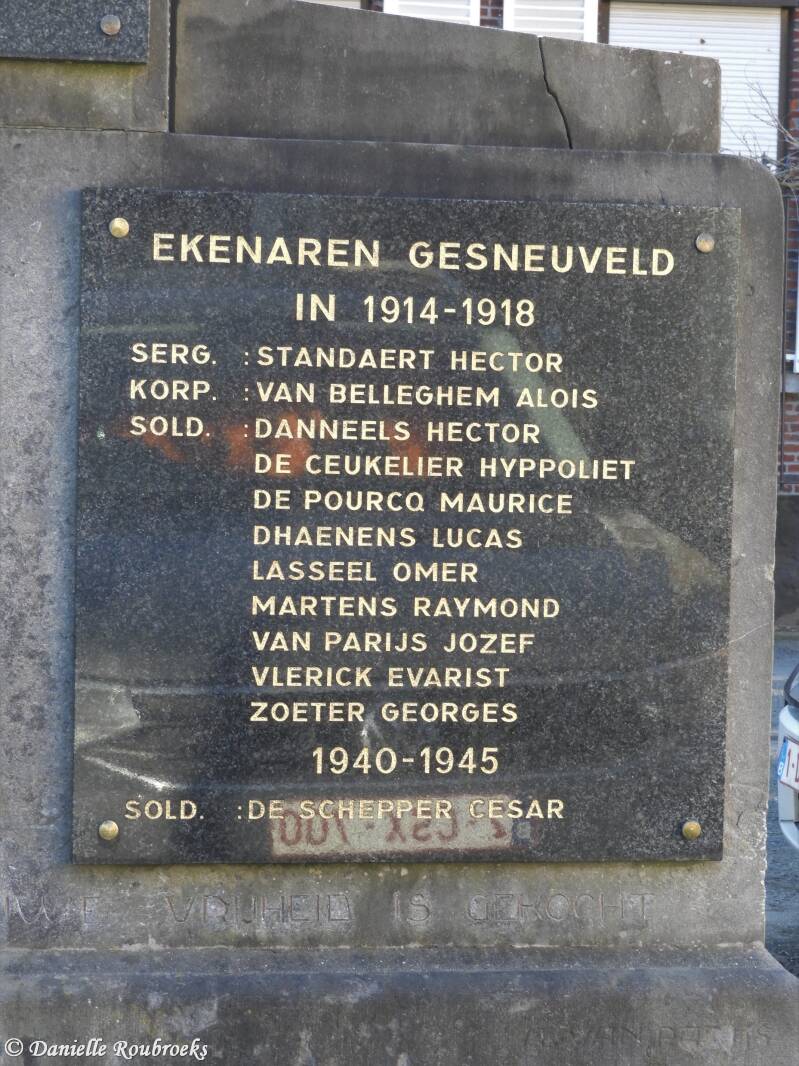 EKENAREN GESNEUVELD
IN 1914-1918
SERG. : STANDAERT HECTOR
KORP. : VAN BELLEGHEM ALOIS
SOLD. : DANNEELS HECTOR
DE CEUKELIER HYPPOLIET
DE POURCQ MAURICE
DHAENENS LUCAS
LASSEEL OMER
MARTENS RAYMOND
VAN PARIJS JOZEF
VLERICK EVARIST
ZOETER GEORGES
1940-1945
SOLD. : DE SCHEPPER CESAR
VRIJHEID IS GEKOCHT
© Danielle Roubroeks